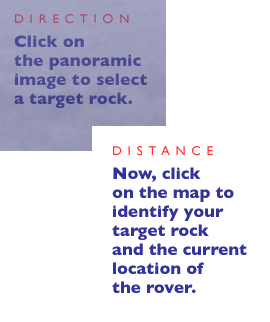 DIRECTION
Click on
the panoramic
image to select
a target rock.
DISTANCE
Now, click
on the map to
identify your
target rock
and the current
location of
the rover.